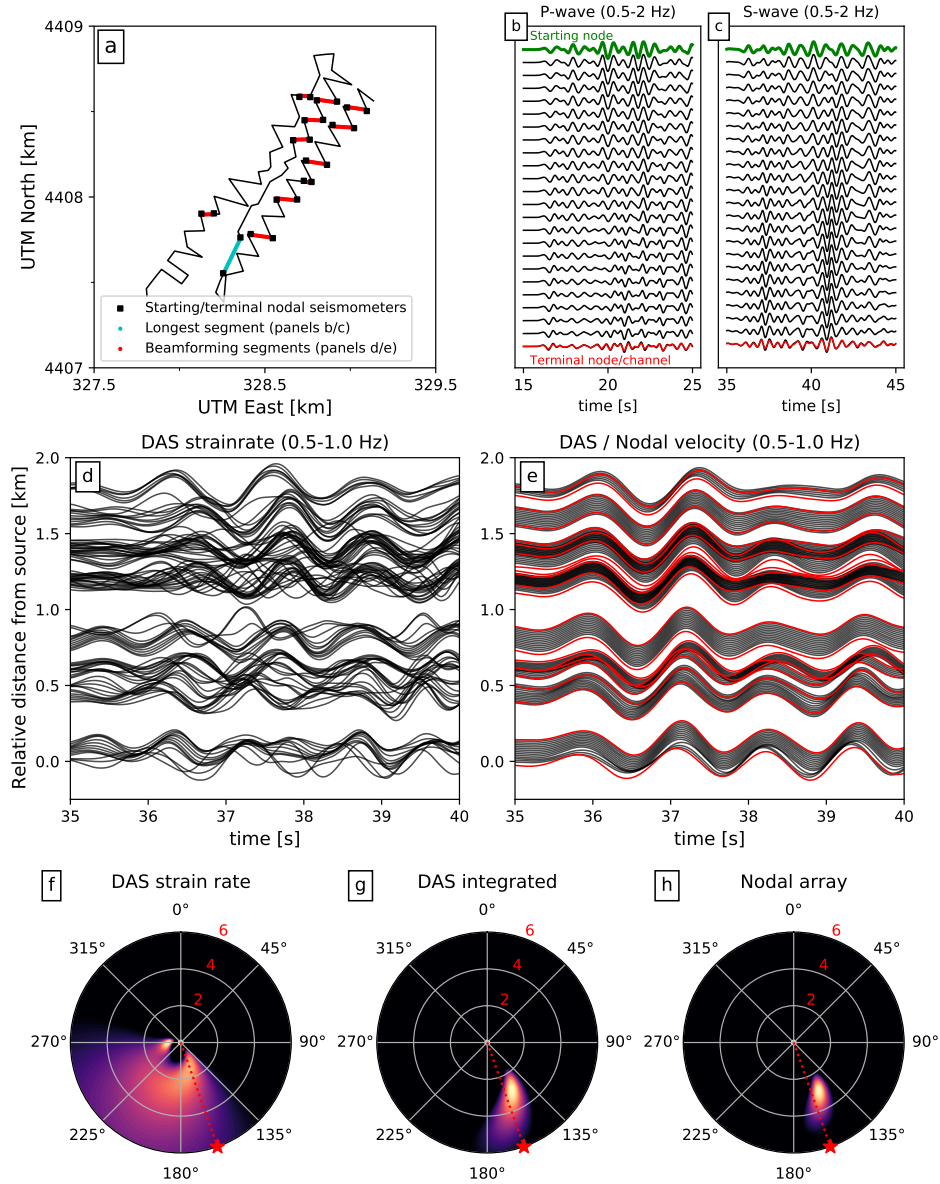 a
4409
4408
4407
UTM North [km]
327.5
328.5
329.5
UTM East [km]
Starting/terminal nodal seismometers
Longest segment (panels b/c)
Beamforming segments (panels d/e)
P-wave (0.5-2 Hz)
b
Starting node
Terminal node/channel
15
20
25
time [s]
S-wave (0.5-2 Hz)
c
35
40
45
time [s]
DAS strainrate (0.5-1.0 Hz)
d
2.0
1.5
1.0
0.5
0.0
Relative distance from source [km]
35
36
37
38
39
40
time [s]
DAS / Nodal velocity (0.5-1.0 Hz)
e
2.0
1.5
1.0
0.5
0.0
35
36
37
38
39
40
time [s]
f
DAS strain rate
0°
45°
90°
135°
180°
225°
270°
315°
2
4
6
g
DAS integrated
0°
45°
90°
135°
180°
225°
270°
315°
2
4
6
h
Nodal array
0°
45°
90°
135°
180°
225°
270°
315°
2
4
6